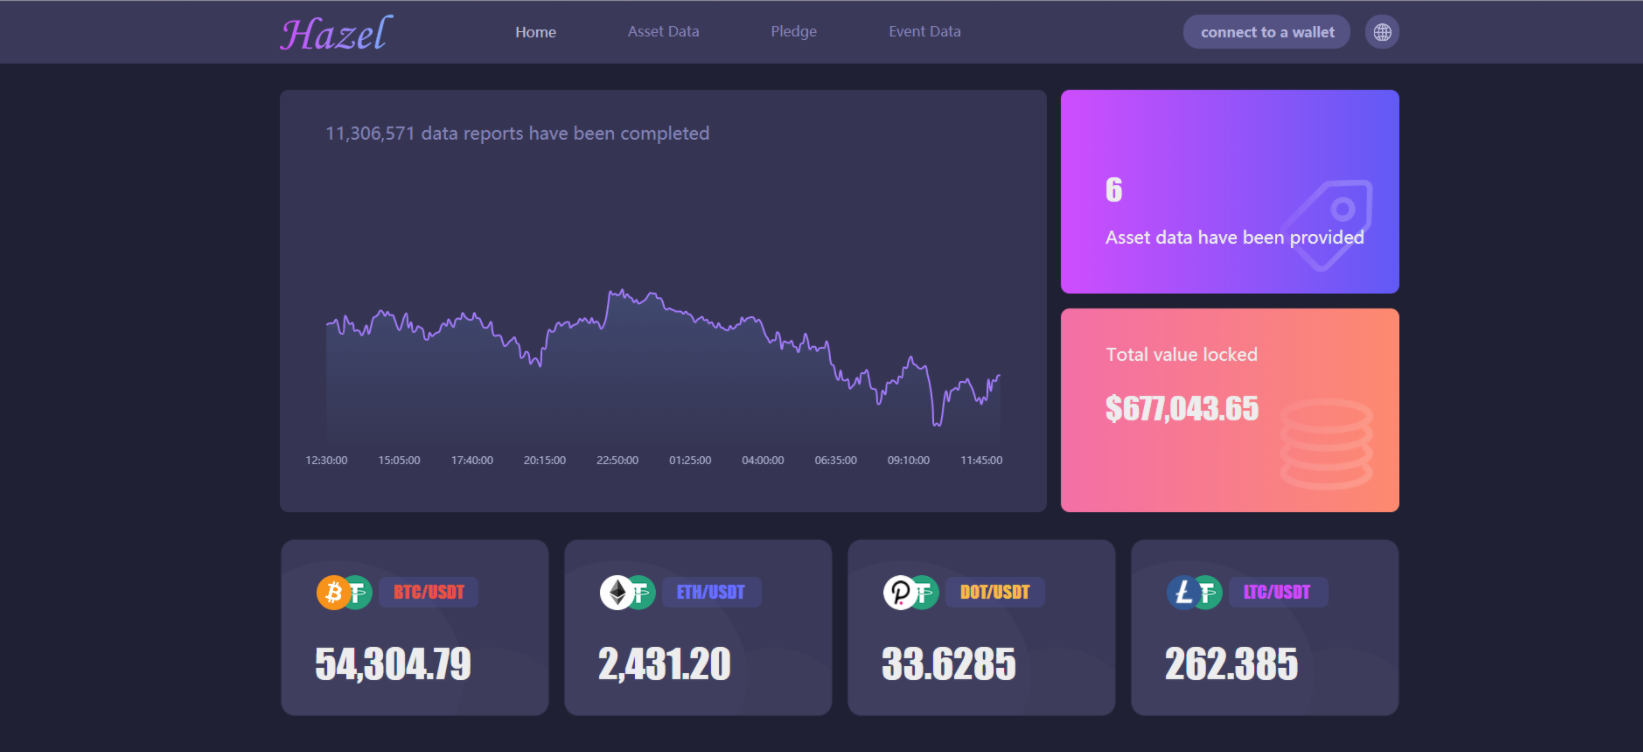 Hazel
Home Asset Data Pledge Event Data connect to a wallet
11,306,571 data reports have been completed
12:30:00 15:05:00 17:40:00 20:15:00 22:50:00 01:25:00 04:00:00 06:35:00 09:10:00 11:45:00
6
Asset data have been provided
Total value locked
$677,043.65
BTC/USDT
54,304.79
ETH/USDT
2,431.20
DOT/USDT
33.6285
LTC/USDT
262.385